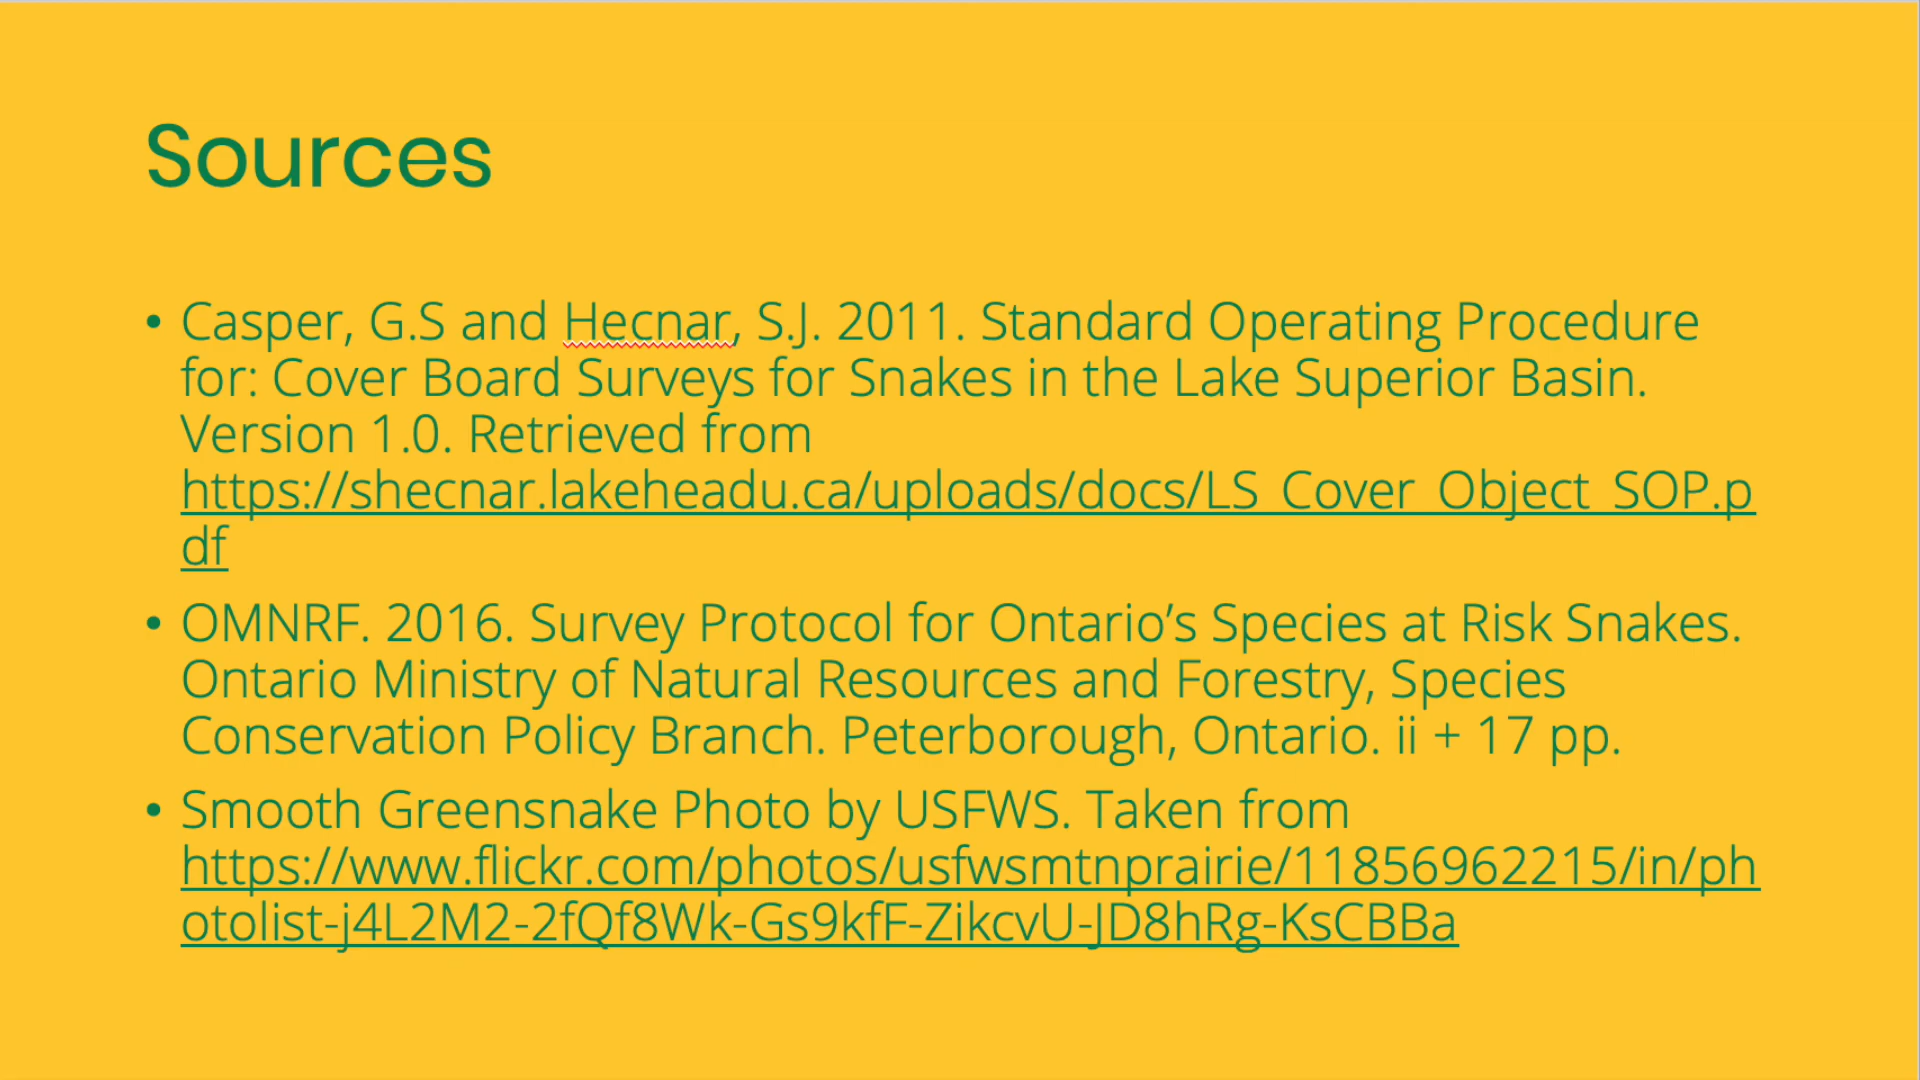 Sources
• Casper, G.S and Hecnar, S.J. 2011. Standard Operating Procedure
for: Cover Board Surveys for Snakes in the Lake Superior Basin.
Version 1.0. Retrieved from
https://shecnar.lakeheadu.ca/uploads/docs/LS_Cover_Object_SOP.p
df
• OMNRF. 2016. Survey Protocol for Ontario’s Species at Risk Snakes.
Ontario Ministry of Natural Resources and Forestry, Species
Conservation Policy Branch. Peterborough, Ontario. ii + 17 pp.
• Smooth Greensnake Photo by USFWS. Taken from
https://www.flickr.com/photos/usfwsmtnprairie/11856962215/in/ph
otolist-j4L2M2-2fQf8Wk-Gs9kfF-ZikcvU-JD8hRg-KsCBBa